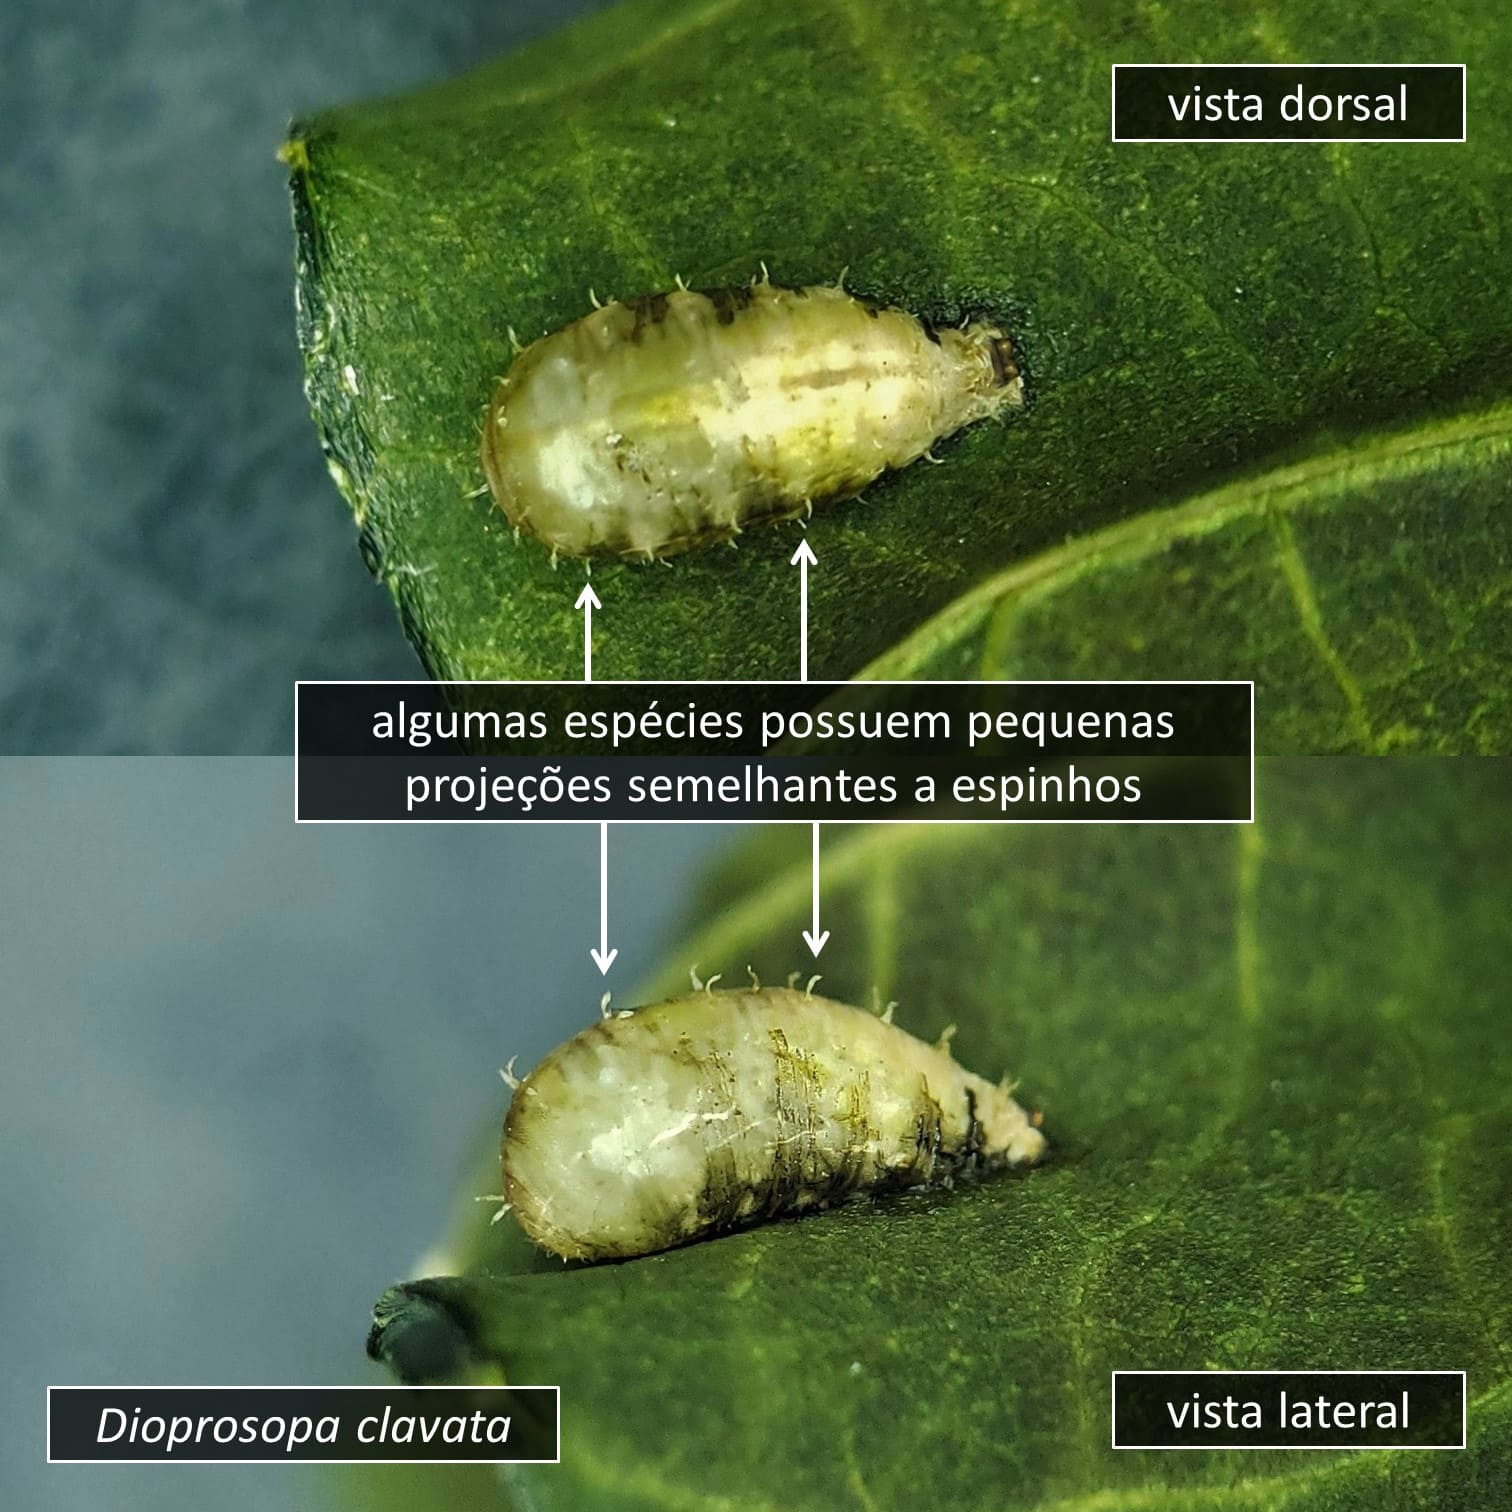 vista dorsal
algumas espécies possuem pequenas
projeções semelhantes a espinhos
Dioprosopa clavata
vista lateral